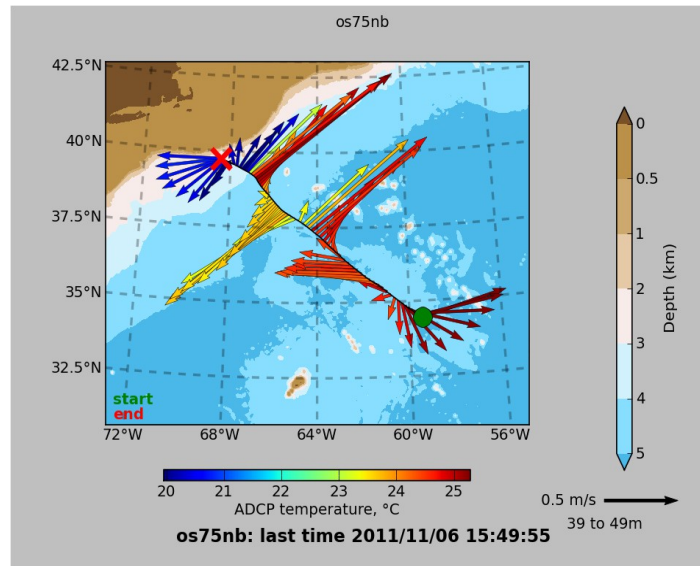 os75nb
42.5°N
40°N
37.5°N
35°N
32.5°N
start
end
72°W 68°W 64°W 60°W 56°W
0
0.5
1
2
3
4
5
Depth (km)
20 21 22 23 24 25
ADCP temperature, °C
0.5 m/s
39 to 49m
os75nb: last time 2011/11/06 15:49:55